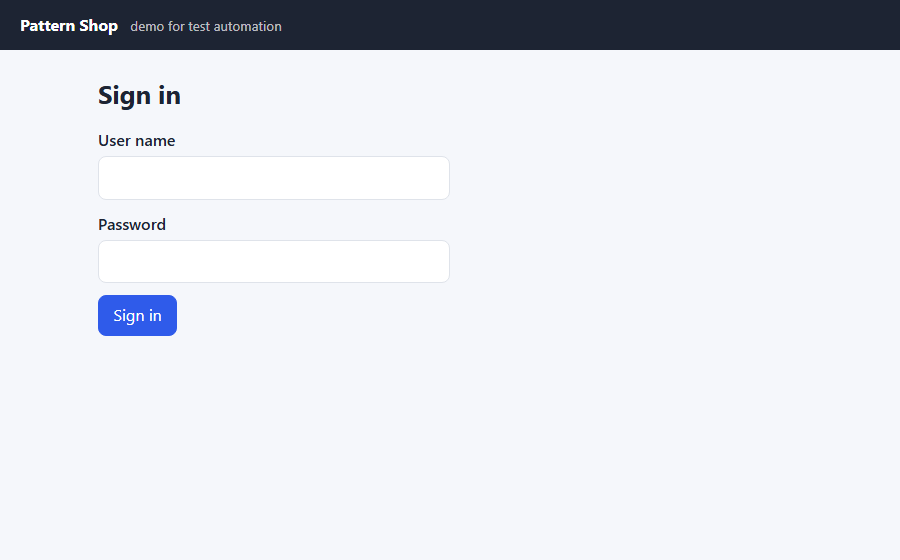 Pattern Shop demo for test automation
Sign in
User name
Password
Sign in